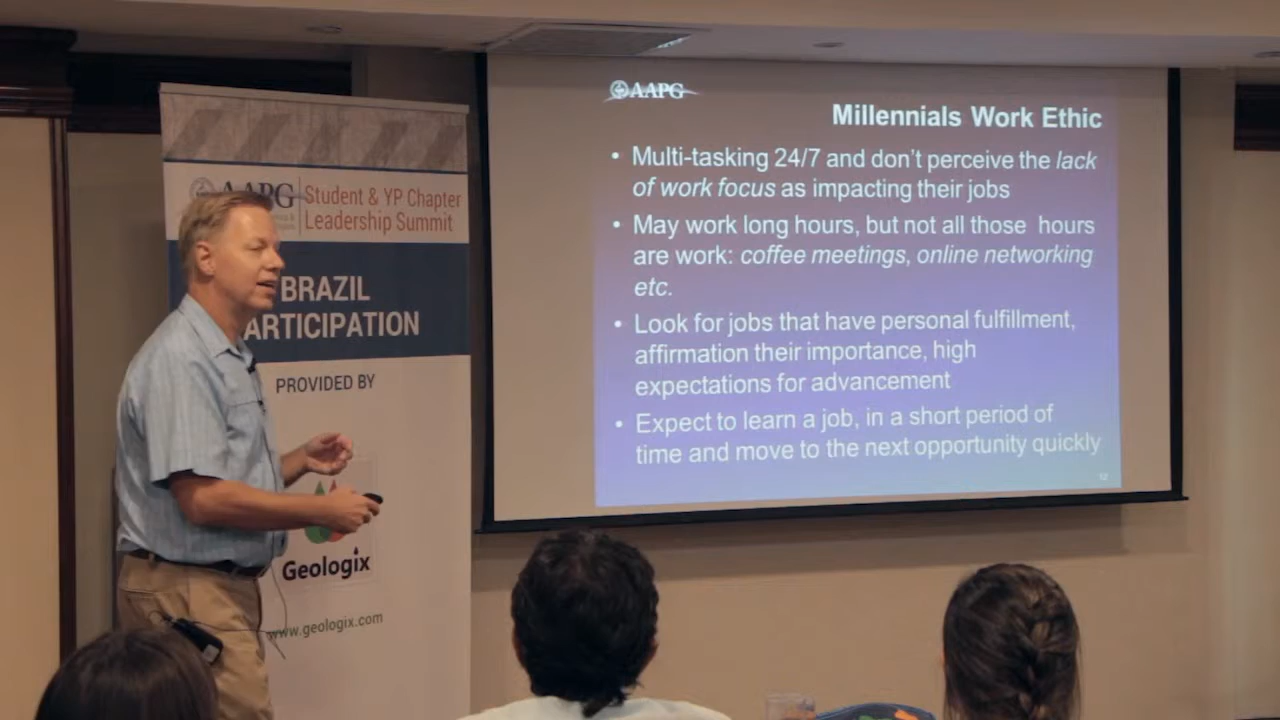 AAPG
Student & YP Chapter
Leadership Summit
BRAZIL
ARTICIPATION
PROVIDED BY
Geologix
www.geologix.com
AAPG
Millennials Work Ethic
• Multi-tasking 24/7 and don't perceive the lack
of work focus as impacting their jobs
• May work long hours, but not all those hours
are work: coffee meetings, online networking
etc.
• Look for jobs that have personal fulfillment,
affirmation their importance, high
expectations for advancement
• Expect to learn a job, in a short period of
time and move to the next opportunity quickly
12